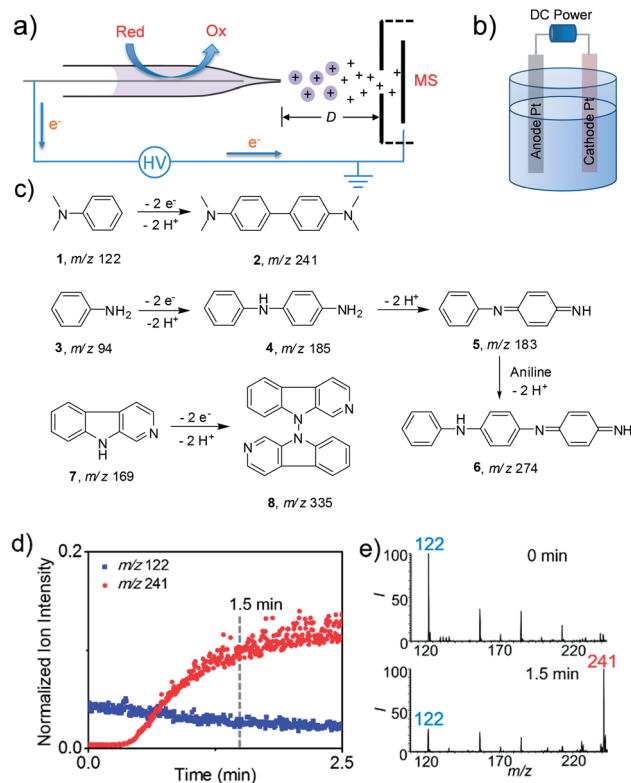 a)
Red
Ox
MS
D
e-
e-
HV
b)
DC Power
Anode Pt
Cathode Pt
c)
N
- 2 e-
- 2 H+
N
N
1, m/z 122
2, m/z 241
NH2
- 2 e-
-2 H+
H
N
NH2
- 2 H+
N
NH
3, m/z 94
4, m/z 185
5, m/z 183
Aniline
- 2 H+
N
H
N
- 2 e-
- 2 H+
N
N
N
H
N
N
NH
7, m/z 169
8, m/z 335
6, m/z 274
d)
Normalized Ion Intensity
0.2
0.0
m/z 122
m/z 241
1.5 min
0.0
2.5
Time (min)
e)
I
100
50
0
122
0 min
120
170
220
I
100
50
0
122
1.5 min
241
120
170
220
m/z